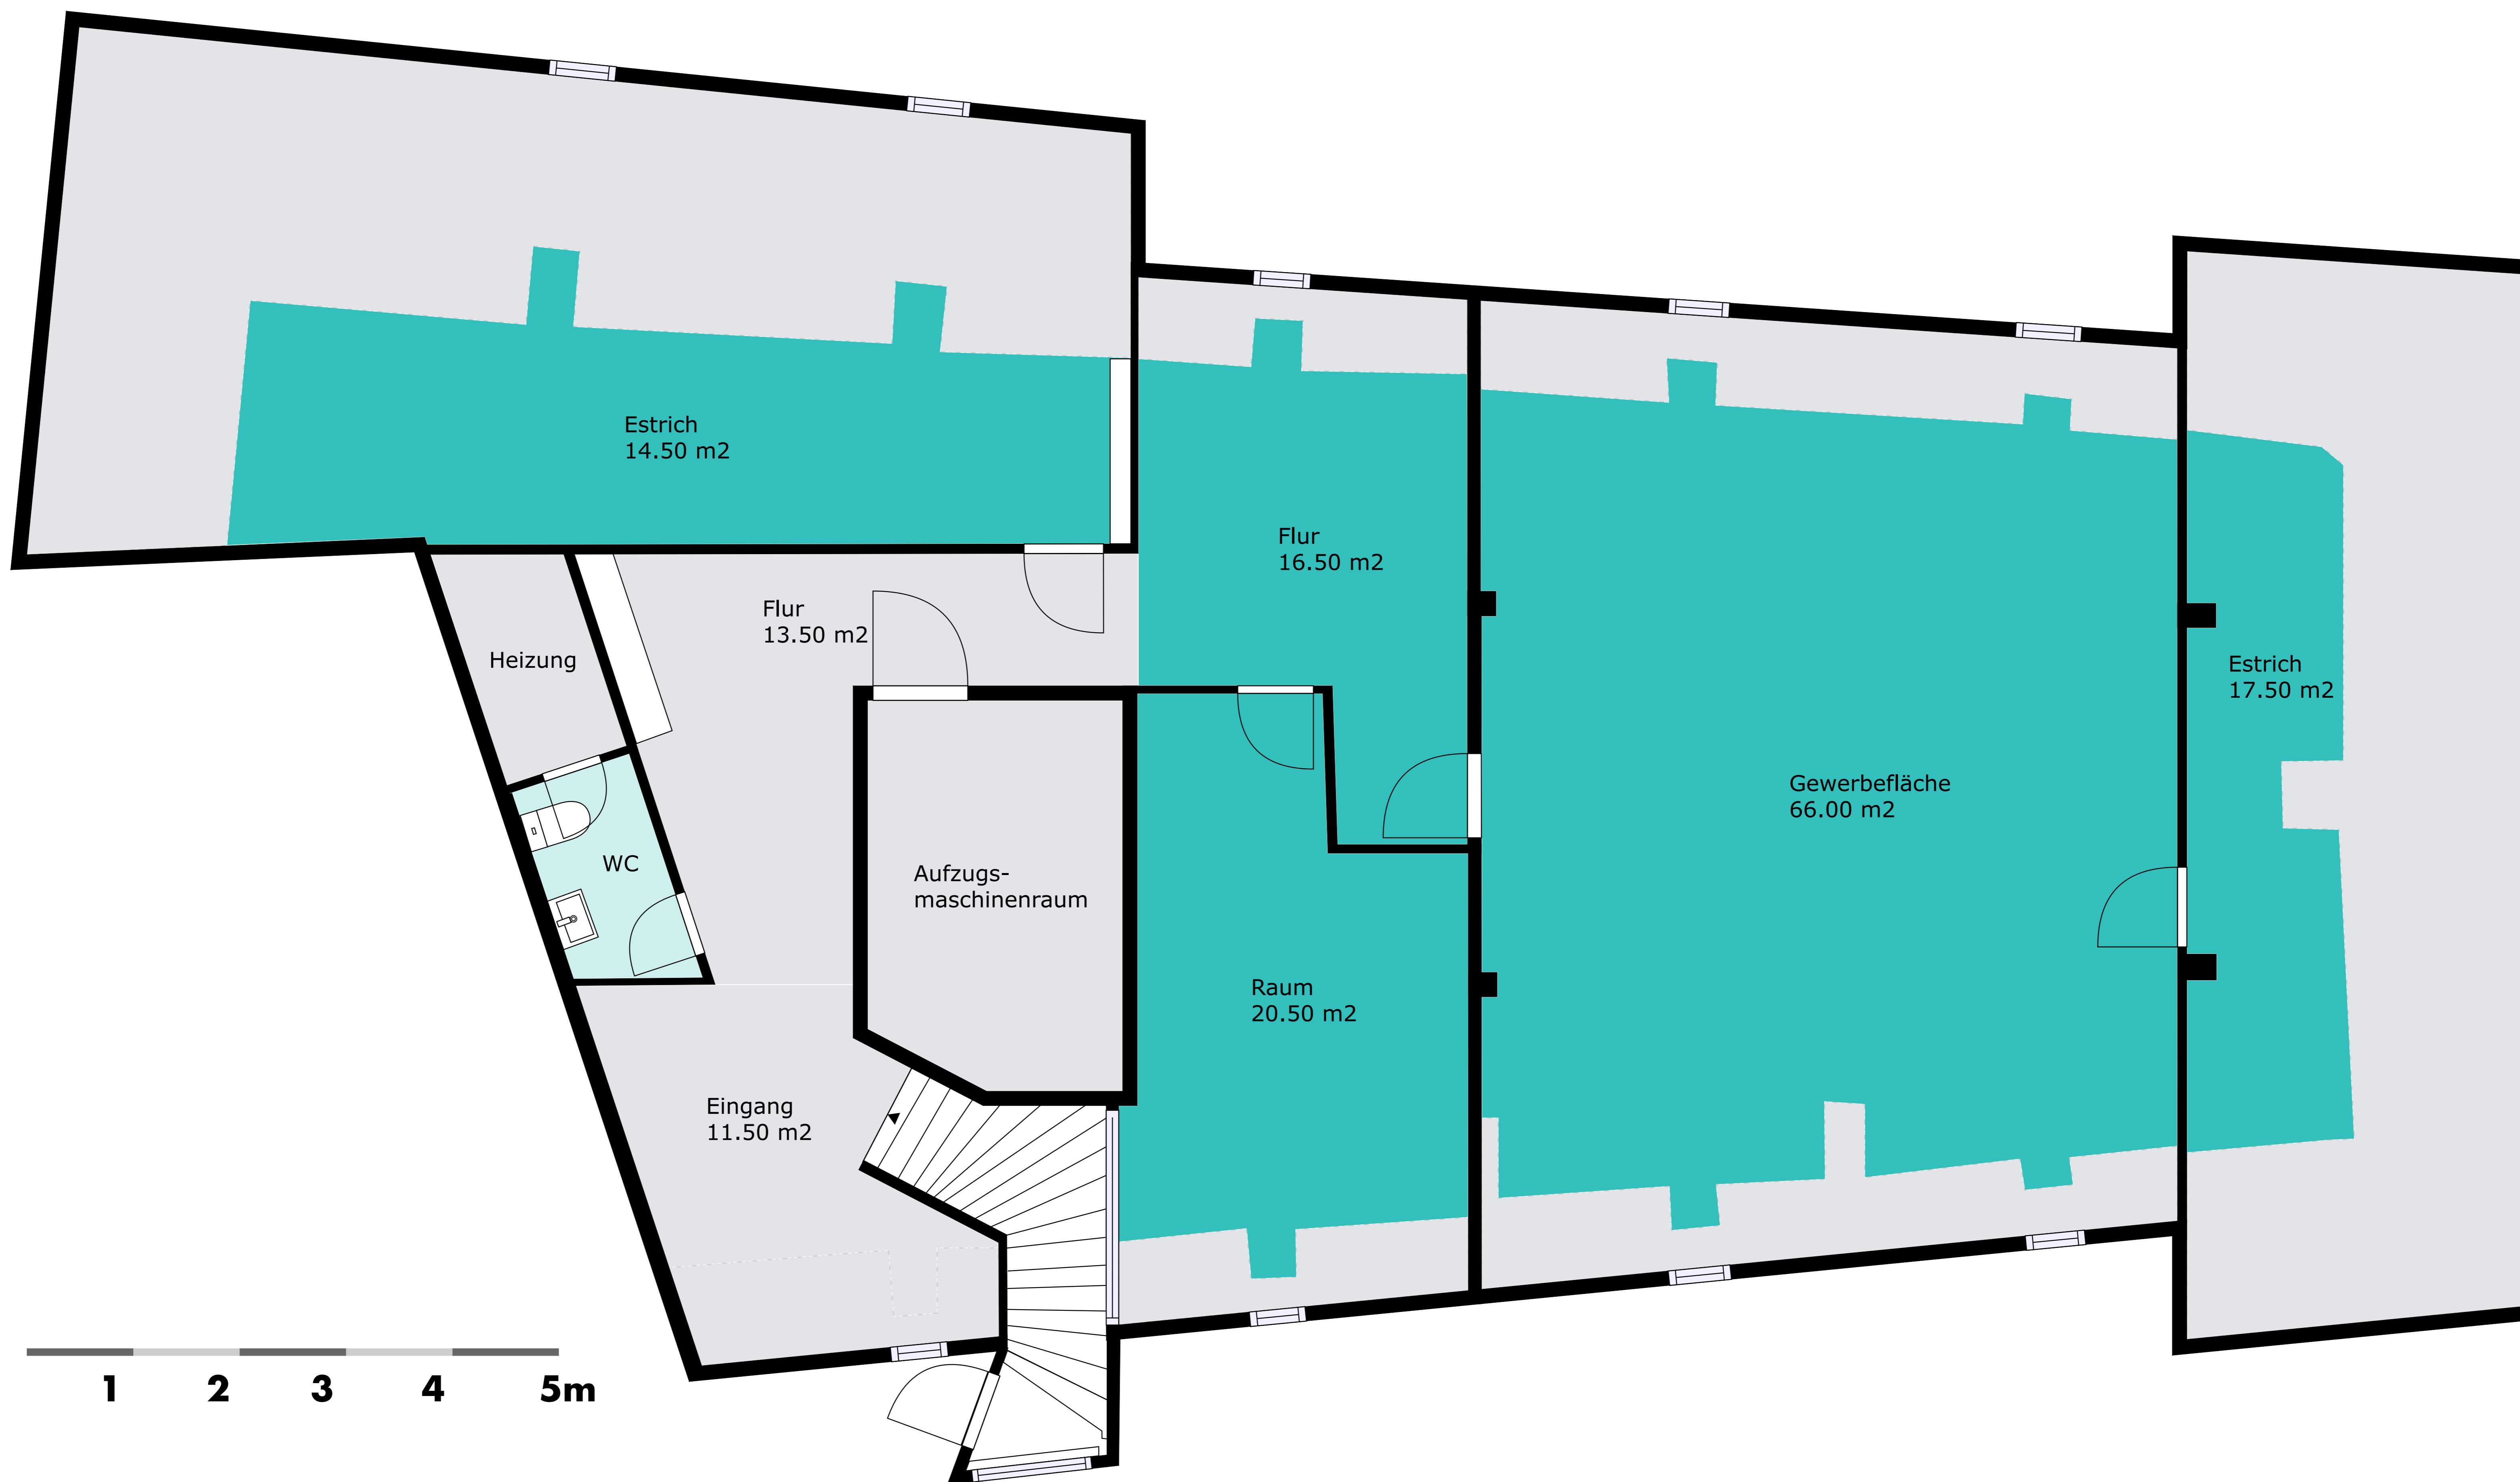 Estrich
14.50 m2
Flur
16.50 m2
Flur
13.50 m2
Heizung
Estrich
17.50 m2
Gewerbefläche
66.00 m2
WC
Aufzugs-
maschinenraum
Raum
20.50 m2
Eingang
11.50 m2
1 2 3 4 5m